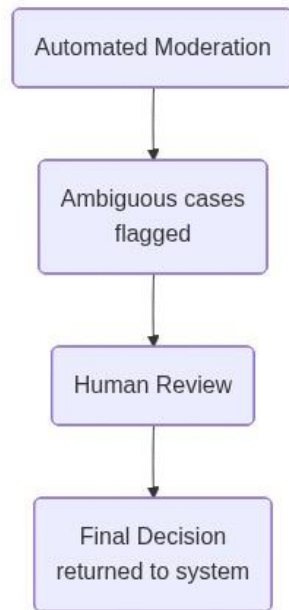 Automated Moderation
Ambiguous cases
flagged
Human Review
Final Decision
returned to system